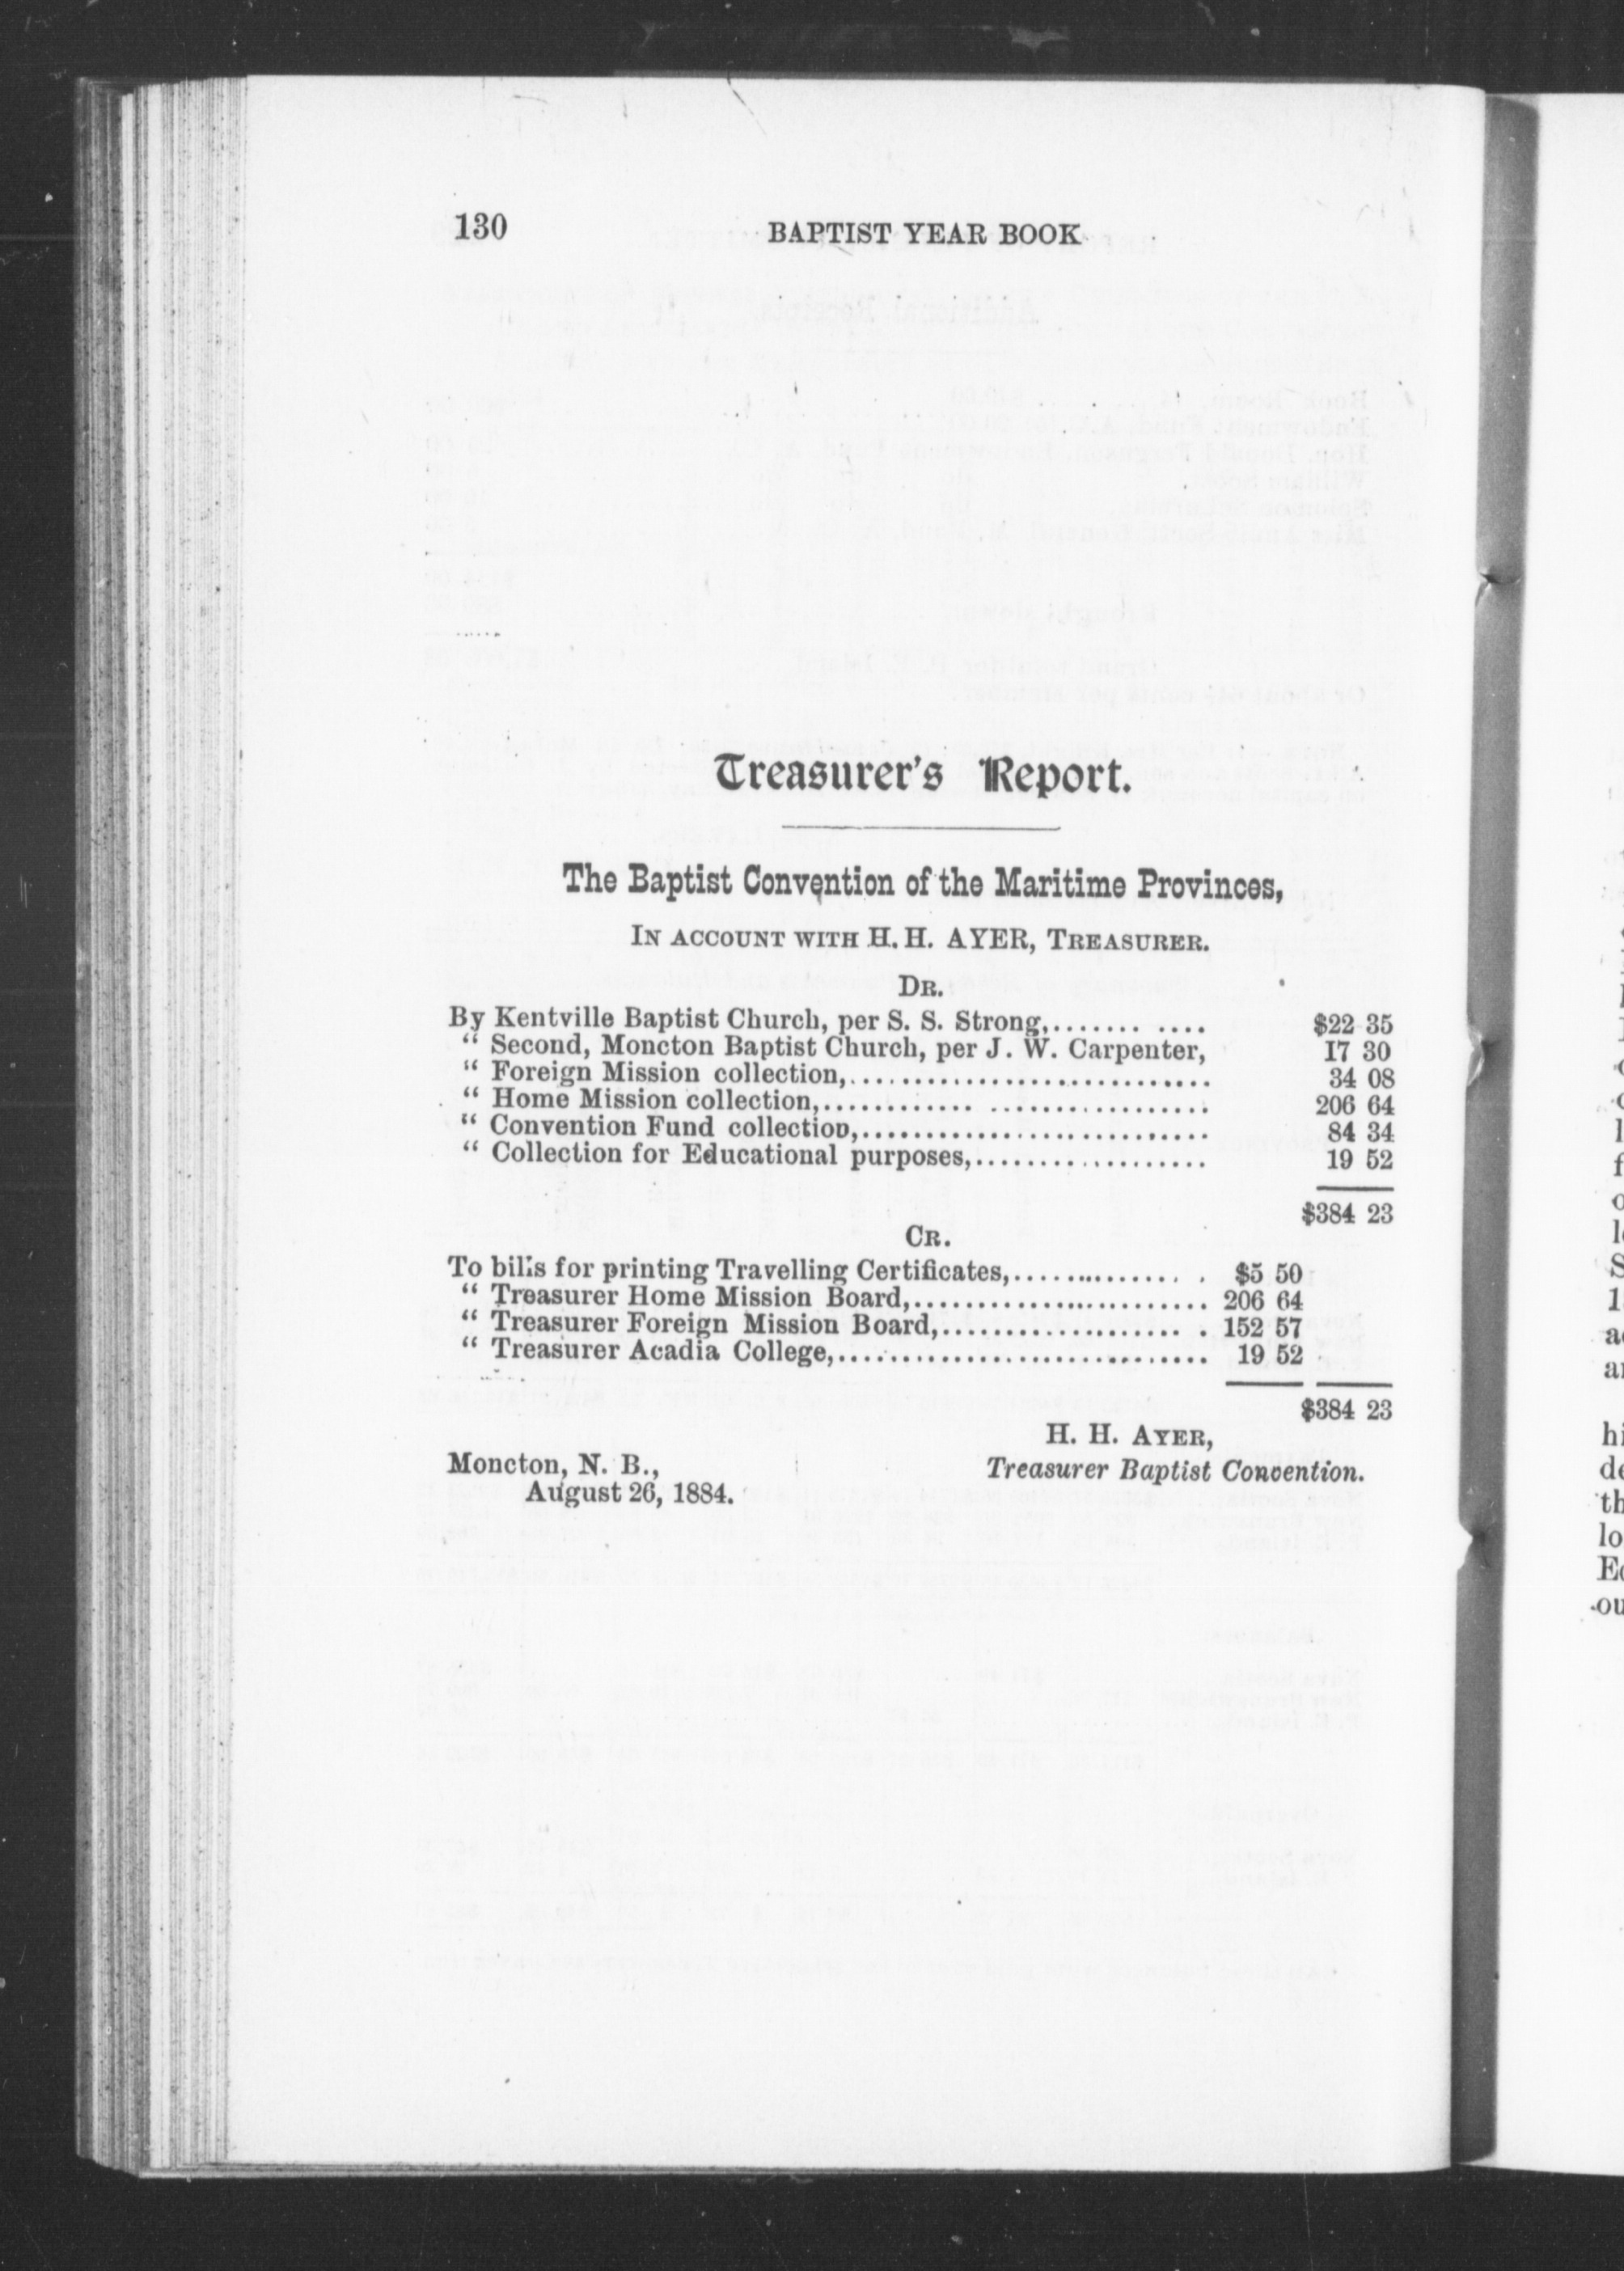 130 BAPTIST YEAR BOOK
Treasurer's Report.
The Baptist Convention of the Maritime Provinces,
IN ACCOUNT WITH H. H. AYER, TREASURER.
DR.
By Kentville Baptist Church, per S. S. Strong,....... .... $22 35
“ Second, Moncton Baptist Church, per J. W. Carpenter, 17 30
“ Foreign Mission collection,............................ 34 08
“ Home Mission collection,............ ................. 206 64
“ Convention Fund collection,........................... 84 34
“ Collection for Educational purposes,.................. 19 52
$384 23
CR.
To bills for printing Travelling Certificates,............. . $5 50
“ Treasurer Home Mission Board,......................... 206 64
“ Treasurer Foreign Mission Board,.................... . 152 57
“ Treasurer Acadia College,............................. 19 52
$384 23
H. H. AYER,
Moncton, N. B., Treasurer Baptist Convention.
August 26, 1884.